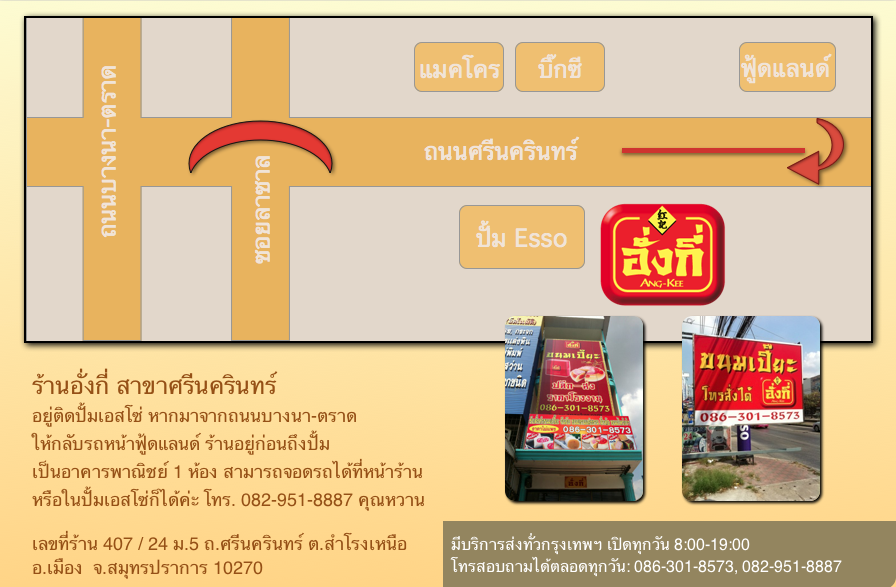 แมคโคร
บิ๊กซี
ฟู้ดแลนด์
ถนนบางนา-ตราด
ถนนศรีนครินทร์
ซอยลาซาล
ปั้ม Esso
紅記
อั่งกี่
ANG-KEE
อั่งกี่
ขนมเปี๊ยะ
ปลีก - ส่ง
ราคาโรงงาน
086-301-8573
086-301-8573
อั่งกี่
ขนมเปี๊ยะ
โทรสั่งได้
อั่งกี่
086-301-8573
ร้านอั่งกี่ สาขาศรีนครินทร์
อยู่ติดปั้มเอสโซ่ หากมาจากถนนบางนา-ตราด
ให้กลับรถหน้าฟู้ดแลนด์ ร้านอยู่ก่อนถึงปั้ม
เป็นอาคารพาณิชย์ 1 ห้อง สามารถจอดรถได้ที่หน้าร้าน
หรือในปั้มเอสโซ่ก็ได้ค่ะ โทร. 082-951-8887 คุณหวาน
เลขที่ร้าน 407 / 24 ม.5 ถ.ศรีนครินทร์ ต.สำโรงเหนือ
อ.เมือง จ.สมุทรปราการ 10270
มีบริการส่งทั่วกรุงเทพฯ เปิดทุกวัน 8:00-19:00
โทรสอบถามได้ตลอดทุกวัน: 086-301-8573, 082-951-8887